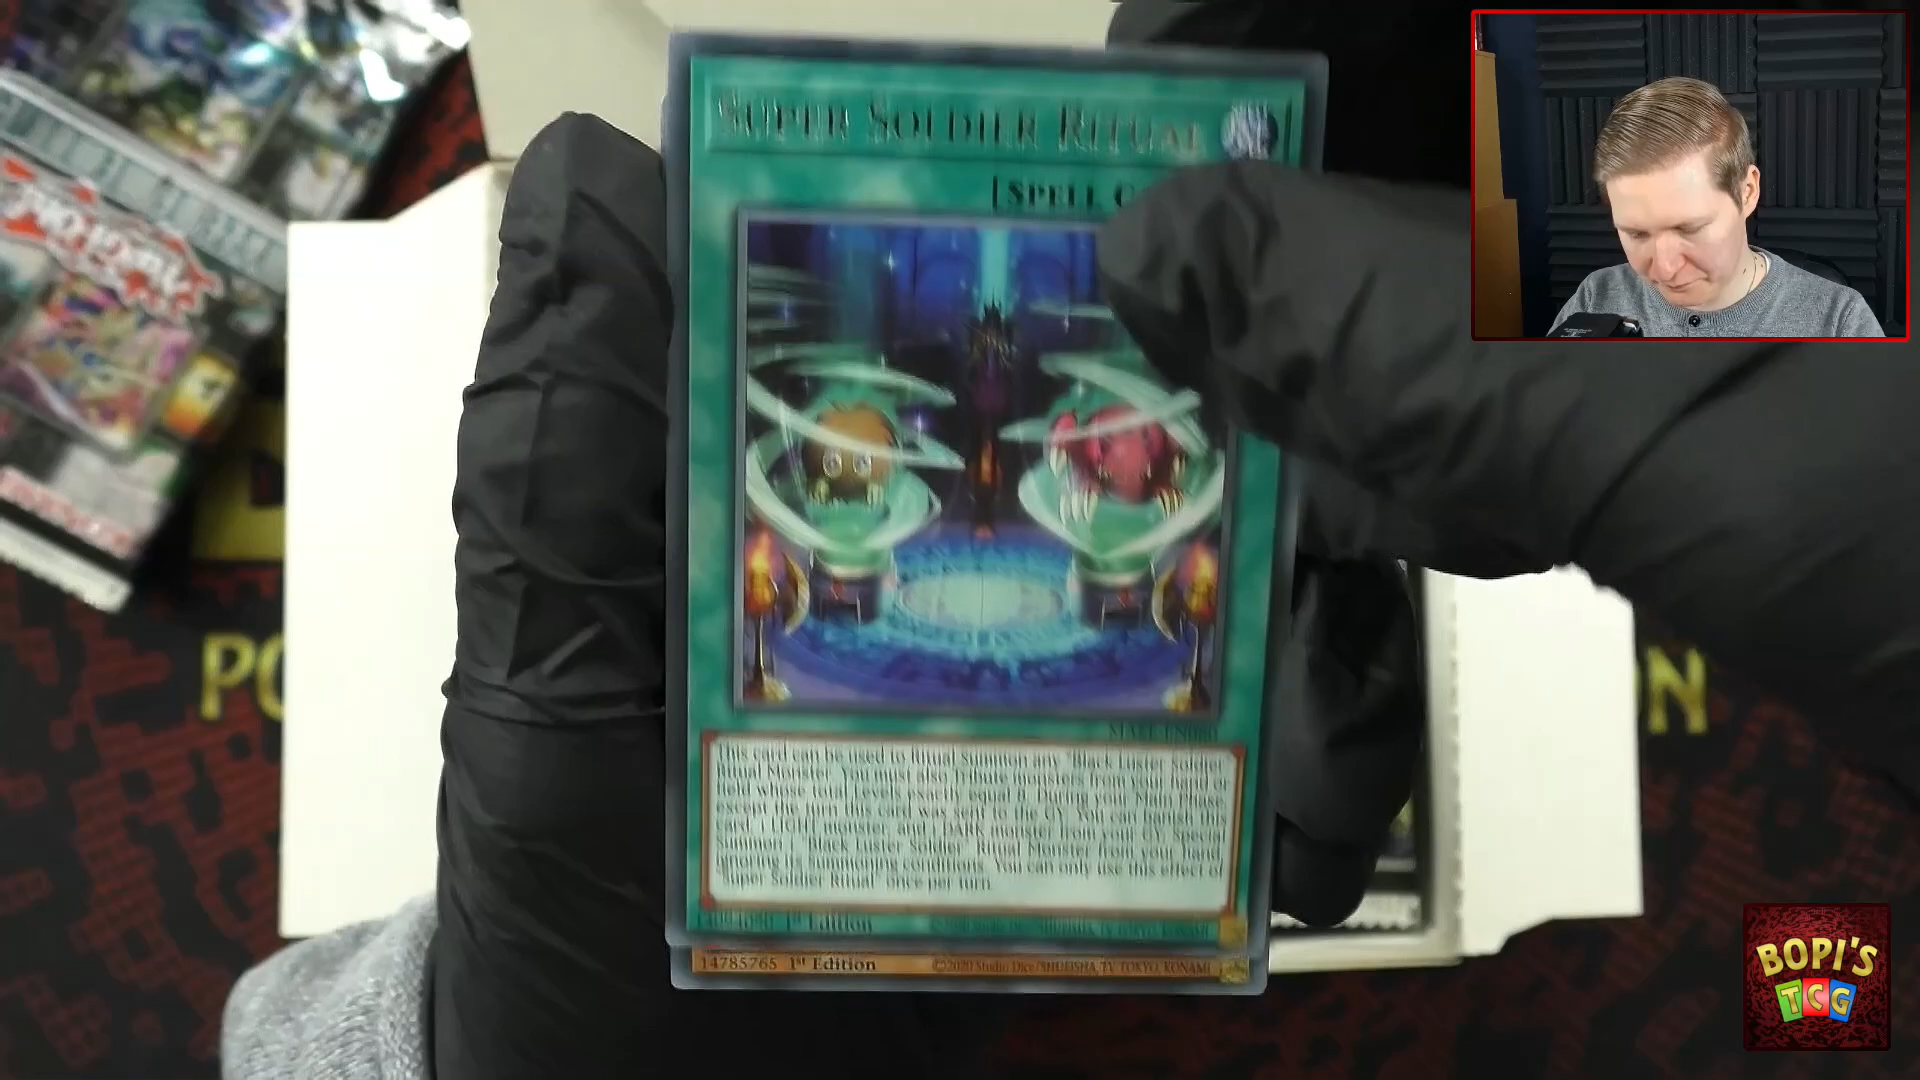 SUPER SOLDIER RITUAL
[SPELL C
This card can be used to Ritual Summon any "Black Luster Soldier"
Ritual Monster. You must also Tribute monsters from your hand or
field whose total Levels exactly equal 8. During your Main Phase,
except the turn this card was sent to the GY: You can banish this
card, 1 LIGHT monster, and 1 DARK monster from your GY; Special
Summon 1 "Black Luster Soldier" Ritual Monster from your hand,
ignoring its Summoning conditions. You can only use this effect of
"Super Soldier Ritual" once per turn.
1st Edition
14785765 1st Edition ©2020 Studio Dice/SHUEISHA, TV TOKYO, KONAMI
PO
ON
BOPI'S
TCG